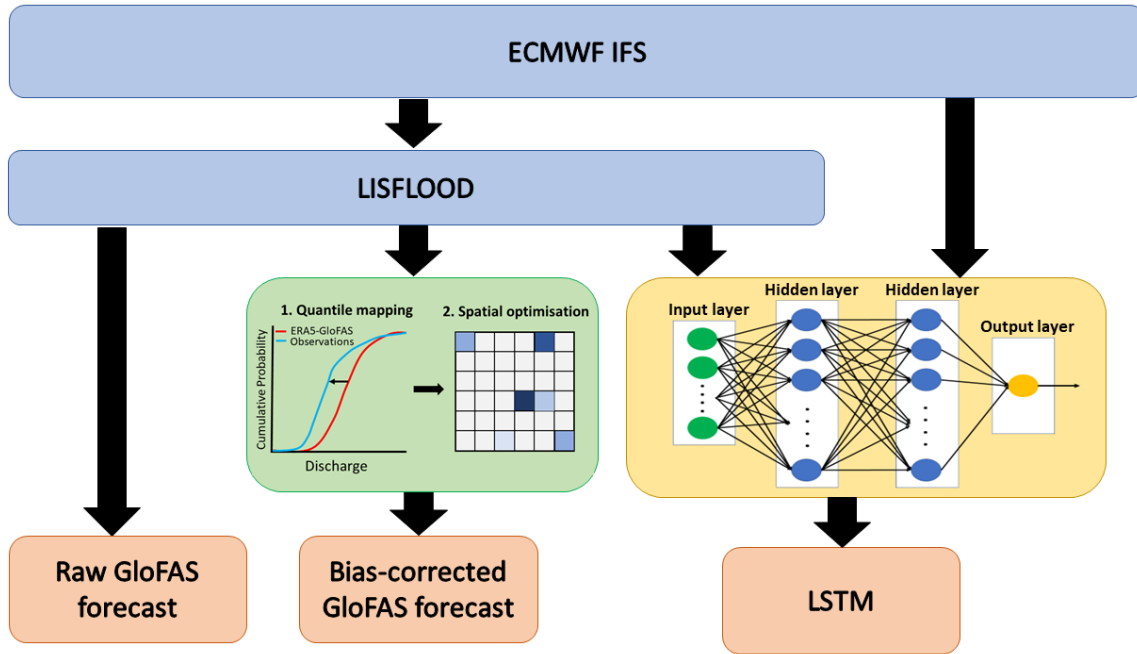 ECMWF IFS
LISFLOOD
1. Quantile mapping
ERA5-GloFAS
Observations
Cumulative Probability
Discharge
2. Spatial optimisation
Input layer
Hidden layer
Hidden layer
Output layer
Raw GloFAS
forecast
Bias-corrected
GloFAS forecast
LSTM